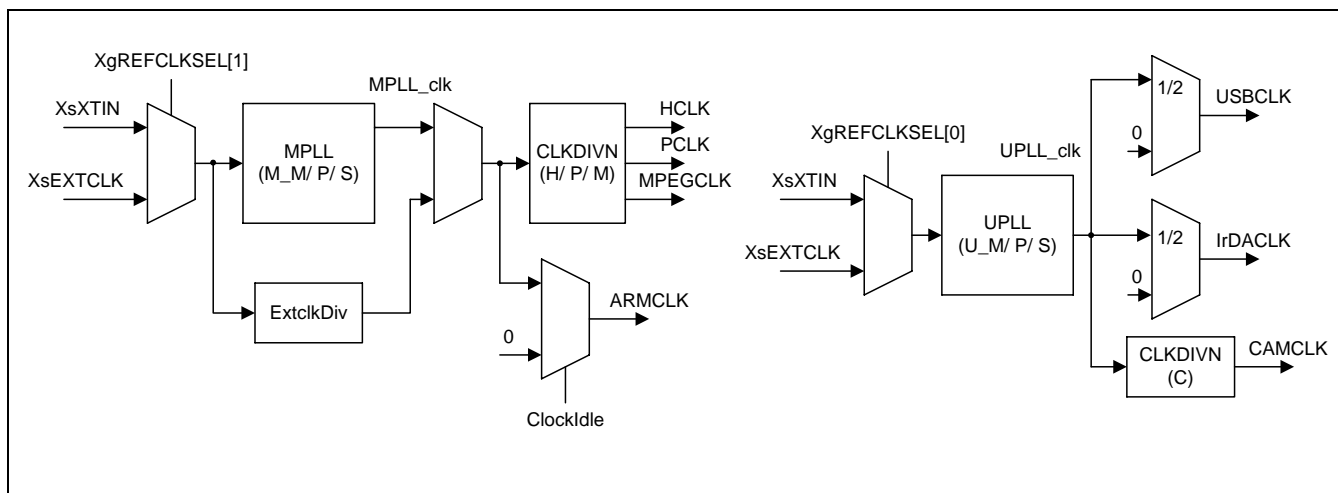 XgREFCLKSEL[1]
XsXTIN
XsEXTCLK
MPLL
(M_M/ P/ S)
ExtclkDiv
MPLL_clk
CLKDIVN
(H/ P/ M)
HCLK
PCLK
MPEGCLK
0
ARMCLK
ClockIdle
XgREFCLKSEL[0]
XsXTIN
XsEXTCLK
UPLL
(U_M/ P/ S)
UPLL_clk
1/2
0
USBCLK
1/2
0
IrDACLK
CLKDIVN
(C)
CAMCLK